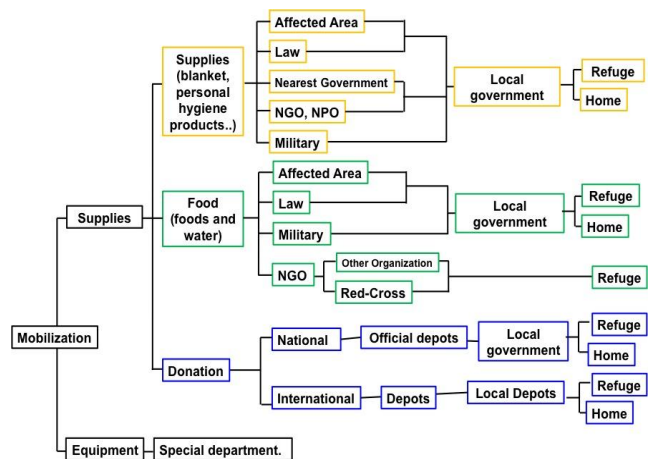 Mobilization
Supplies
Equipment
Special department.
Supplies
(blanket,
personal
hygiene
products..)
Affected Area
Law
Nearest Government
NGO, NPO
Military
Local
government
Refuge
Home
Food
(foods and
water)
Affected Area
Law
Military
NGO
Other Organization
Red-Cross
Local
government
Refuge
Home
Refuge
Donation
National
Official depots
Local
government
Refuge
Home
International
Depots
Local Depots
Refuge
Home